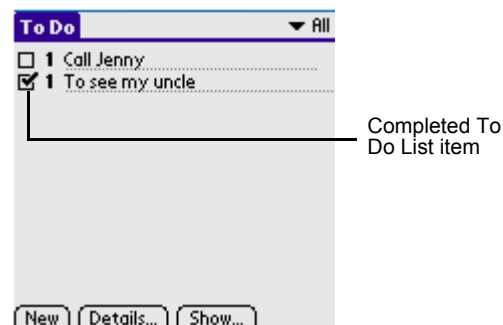 To Do All
1 Call Jenny
1 To see my uncle
Completed To
Do List item
New Details... Show...